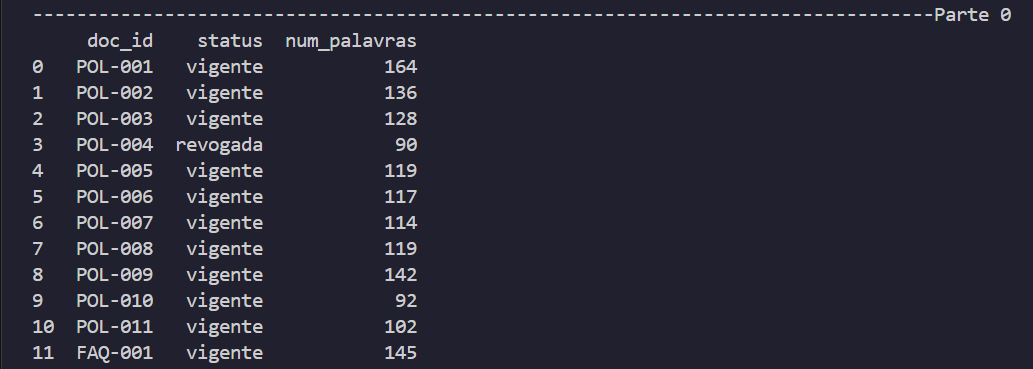 --------------------------------------------------------------------------------Parte 0
doc_id status num_palavras
0 POL-001 vigente 164
1 POL-002 vigente 136
2 POL-003 vigente 128
3 POL-004 revogada 90
4 POL-005 vigente 119
5 POL-006 vigente 117
6 POL-007 vigente 114
7 POL-008 vigente 119
8 POL-009 vigente 142
9 POL-010 vigente 92
10 POL-011 vigente 102
11 FAQ-001 vigente 145